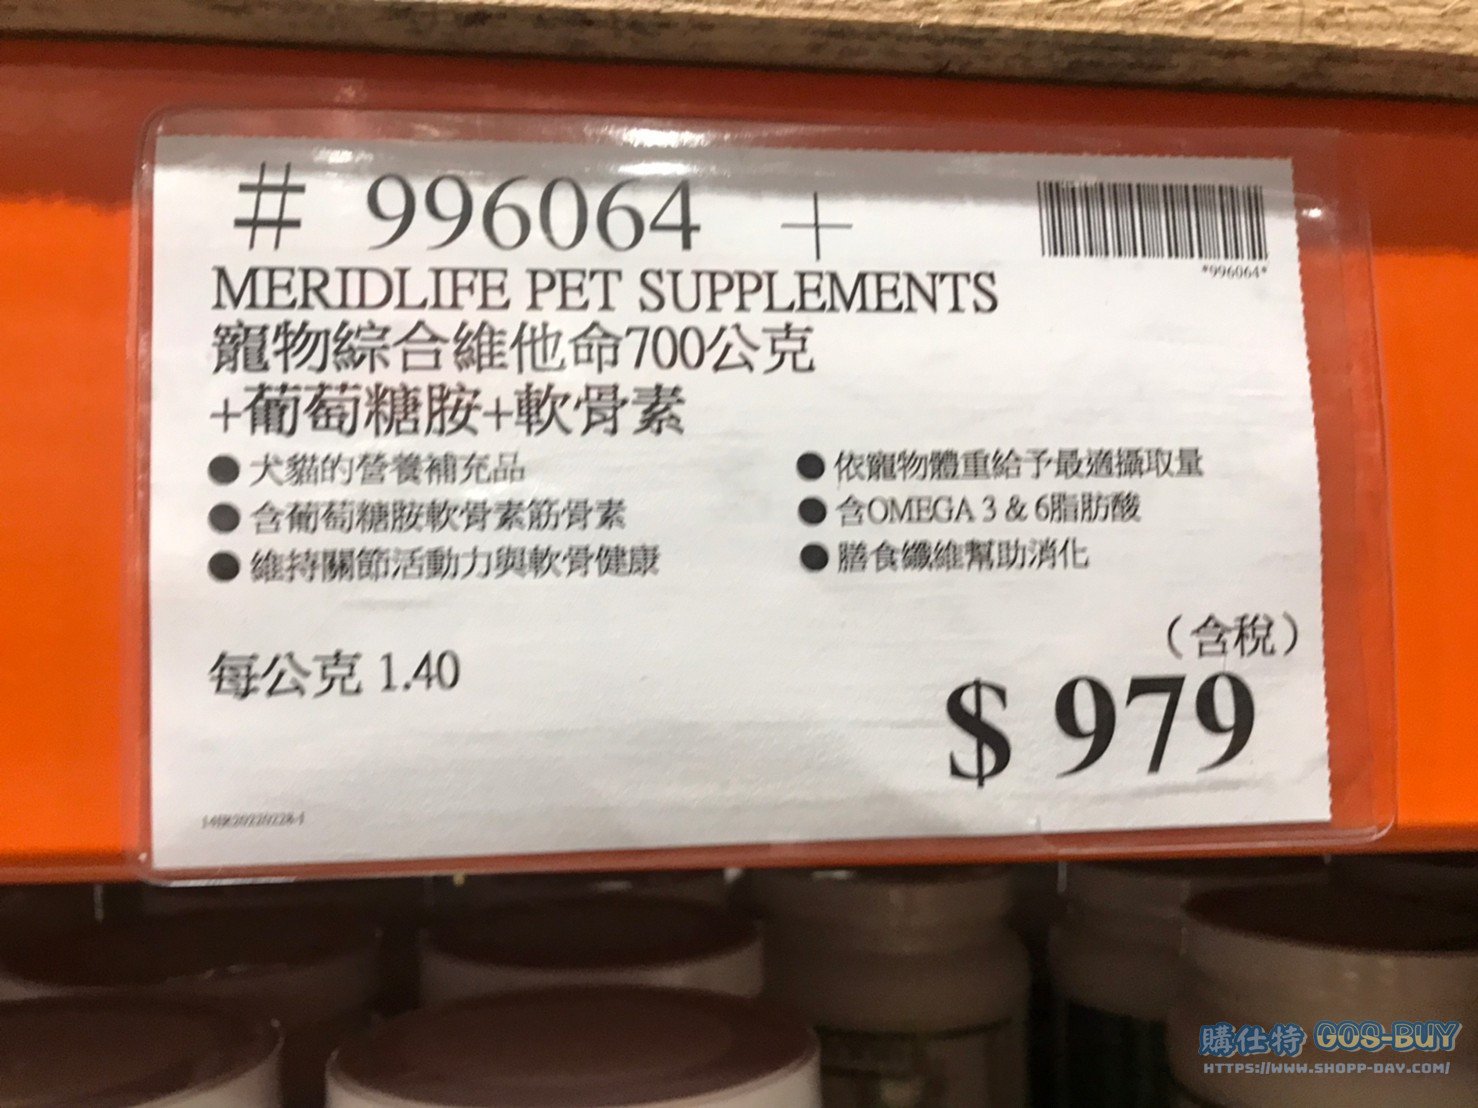 # 996064 +
*996064*
MERIDLIFE PET SUPPLEMENTS
寵物綜合維他命700公克
+葡萄糖胺+軟骨素
● 犬貓的營養補充品
● 含葡萄糖胺軟骨素筋骨素
● 維持關節活動力與軟骨健康
● 依寵物體重給予最適攝取量
● 含OMEGA 3 & 6脂肪酸
● 膳食纖維幫助消化
每公克 1.40
(含稅)
$ 979
購仕特 GOS-BUY
HTTPS://WWW.SHOPP-DAY.COM/